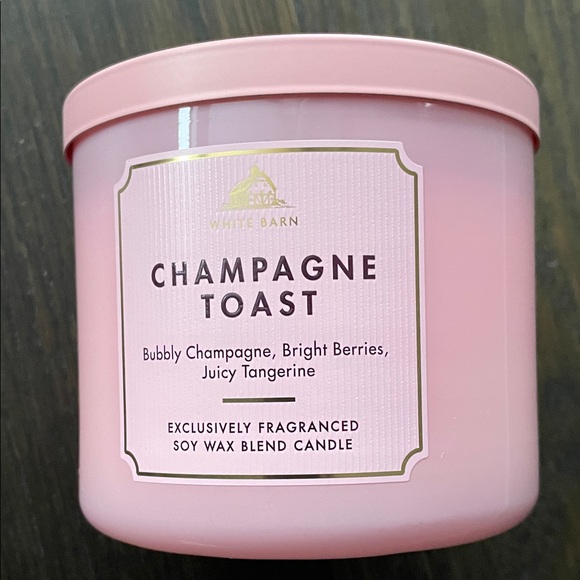 WHITE BARN
CHAMPAGNE
TOAST
Bubbly Champagne, Bright Berries,
Juicy Tangerine
EXCLUSIVELY FRAGRANCED
SOY WAX BLEND CANDLE